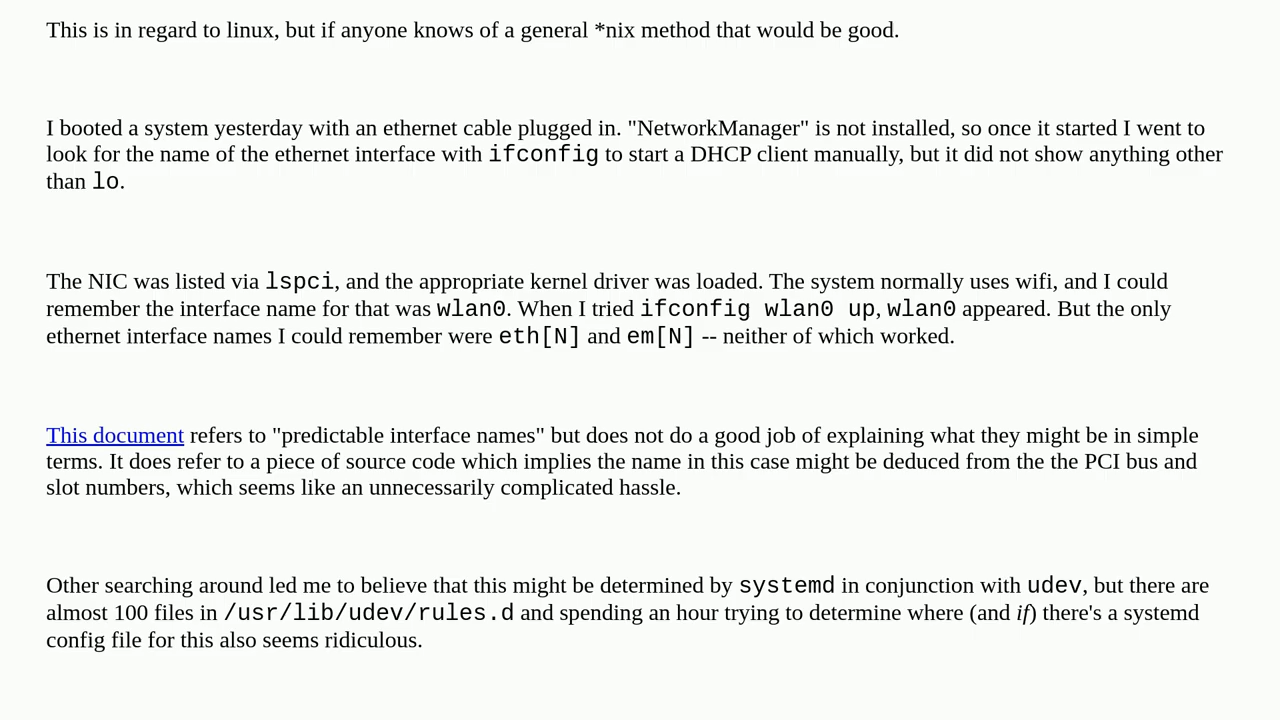 This is in regard to linux, but if anyone knows of a general *nix method that would be good.
I booted a system yesterday with an ethernet cable plugged in. "NetworkManager" is not installed, so once it started I went to
look for the name of the ethernet interface with ifconfig to start a DHCP client manually, but it did not show anything other
than lo.
The NIC was listed via lspci, and the appropriate kernel driver was loaded. The system normally uses wifi, and I could
remember the interface name for that was wlan0. When I tried ifconfig wlan0 up, wlan0 appeared. But the only
ethernet interface names I could remember were eth[N] and em[N] -- neither of which worked.
This document refers to "predictable interface names" but does not do a good job of explaining what they might be in simple
terms. It does refer to a piece of source code which implies the name in this case might be deduced from the the PCI bus and
slot numbers, which seems like an unnecessarily complicated hassle.
Other searching around led me to believe that this might be determined by systemd in conjunction with udev, but there are
almost 100 files in /usr/lib/udev/rules.d and spending an hour trying to determine where (and if) there's a systemd
config file for this also seems ridiculous.